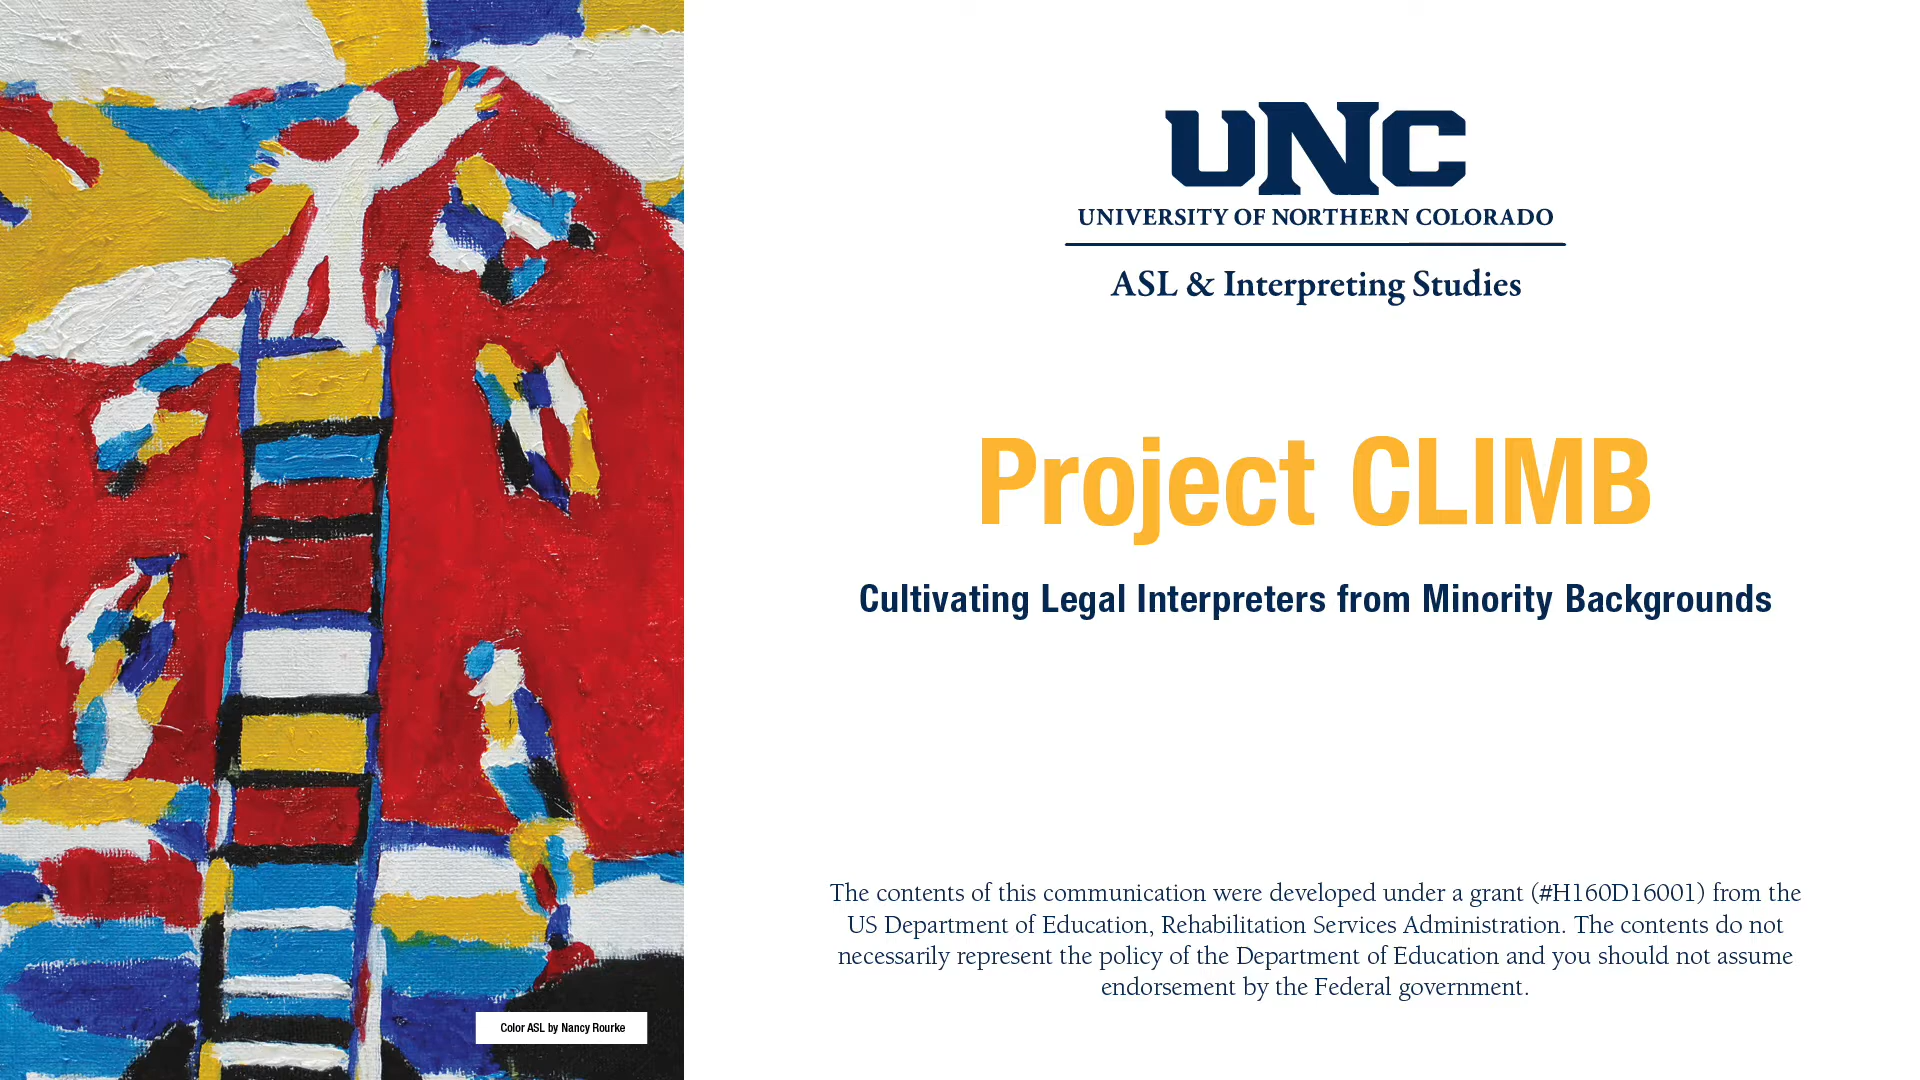 UNC
UNIVERSITY OF NORTHERN COLORADO
ASL & Interpreting Studies
Project CLIMB
Cultivating Legal Interpreters from Minority Backgrounds
The contents of this communication were developed under a grant (#H160D16001) from the
US Department of Education, Rehabilitation Services Administration. The contents do not
necessarily represent the policy of the Department of Education and you should not assume
endorsement by the Federal government.
Color ASL by Nancy Rourke